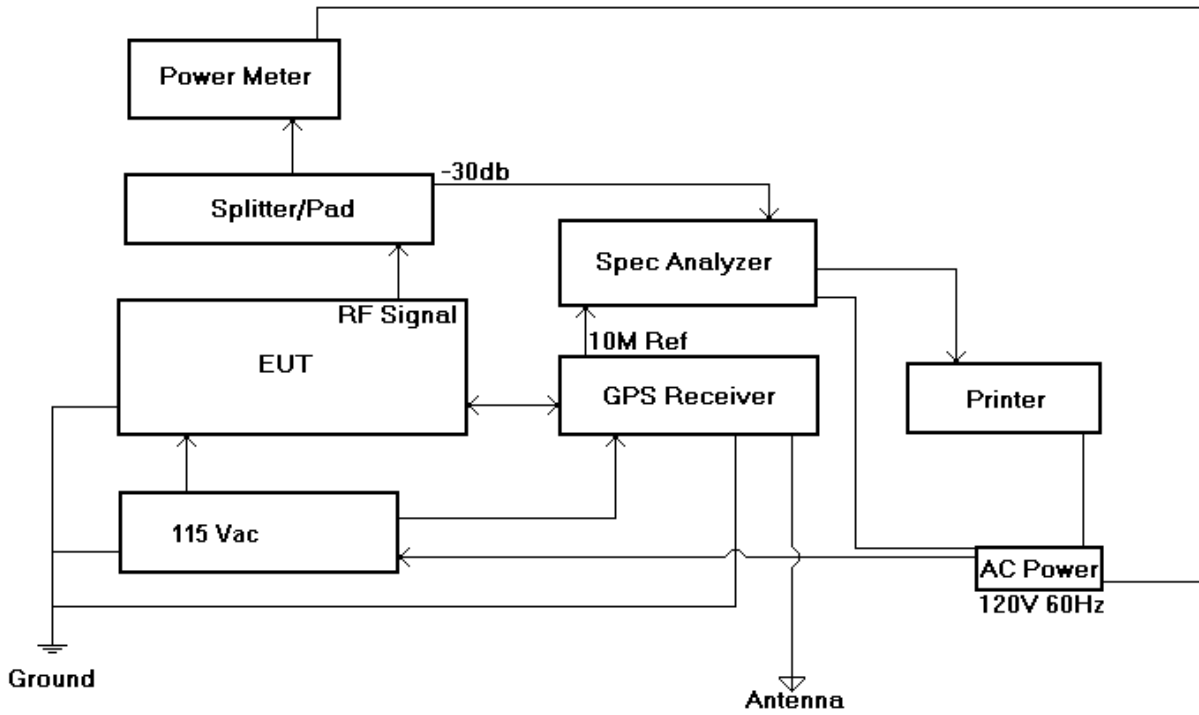 Power Meter
-30db
Splitter/Pad
Spec Analyzer
RF Signal
10M Ref
EUT
GPS Receiver
Printer
115 Vac
AC Power
120V 60Hz
Ground
Antenna